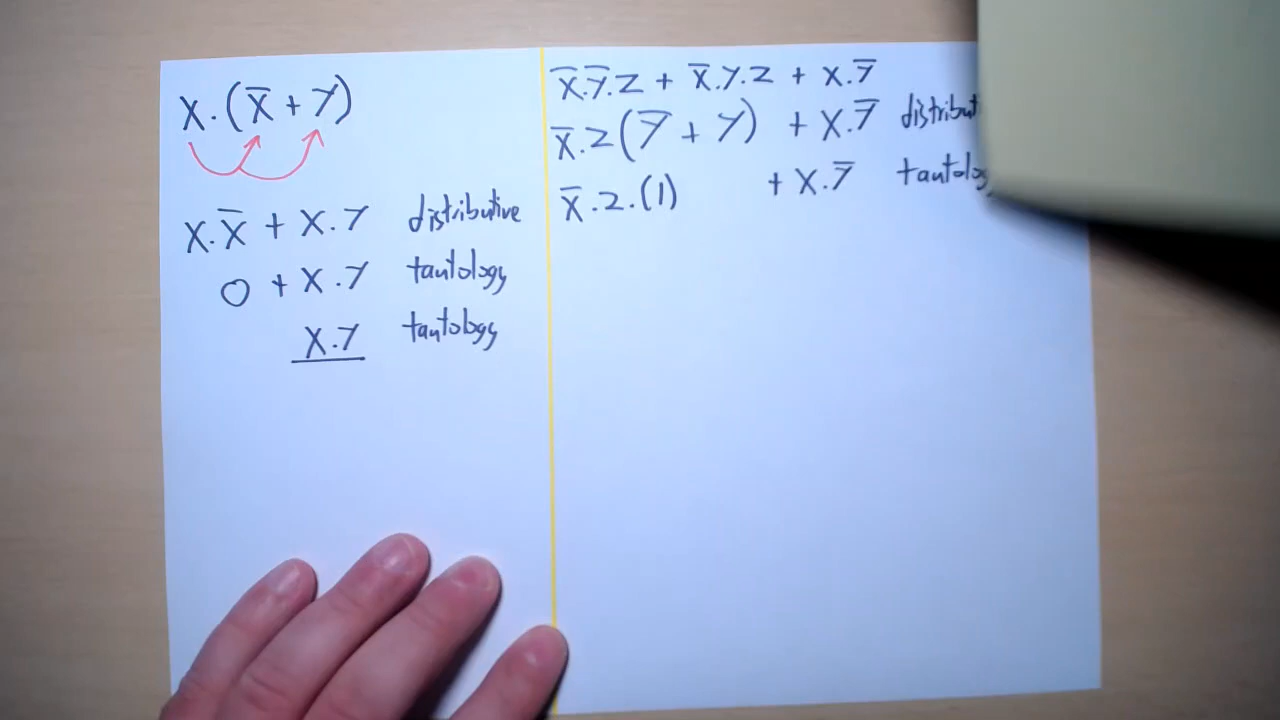 X.(X̅ + Y)
X.X̅ + X.Y distributive
0 + X.Y tautology
X.Y tautology
X̅.Y̅.Z + X̅.Y.Z + X.Y̅
X̅.Z(Y̅ + Y) + X.Y̅
X̅.Z.(1) + X.Y̅